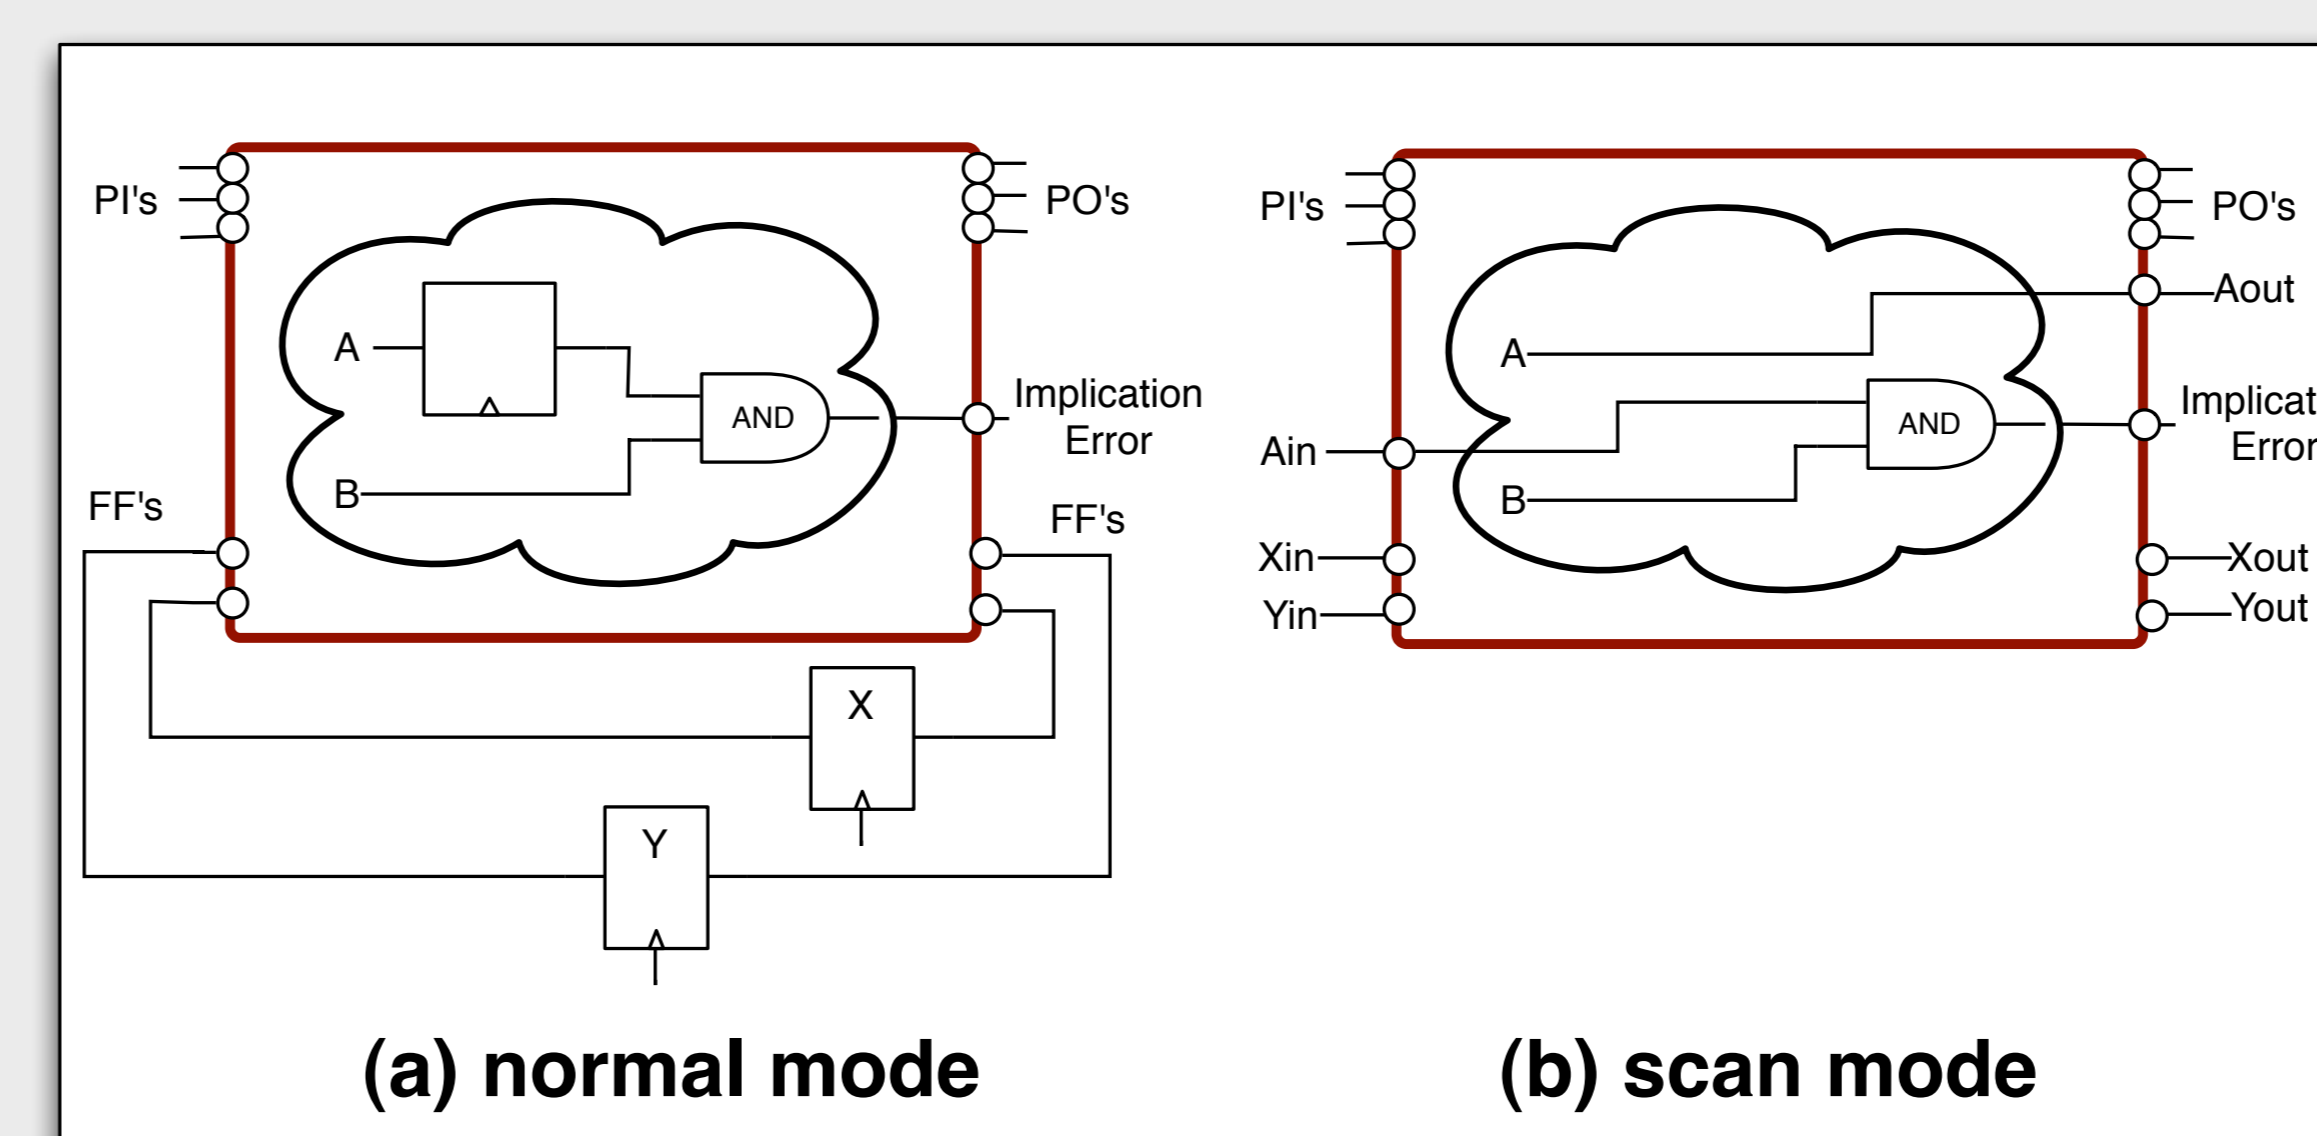 PI's
PO's
A
AND
Implication
Error
B
FF's
FF's
X
Y
(a) normal mode
PI's
PO's
Aout
A
AND
Implicat
Error
Ain
B
Xin
Xout
Yin
Yout
(b) scan mode